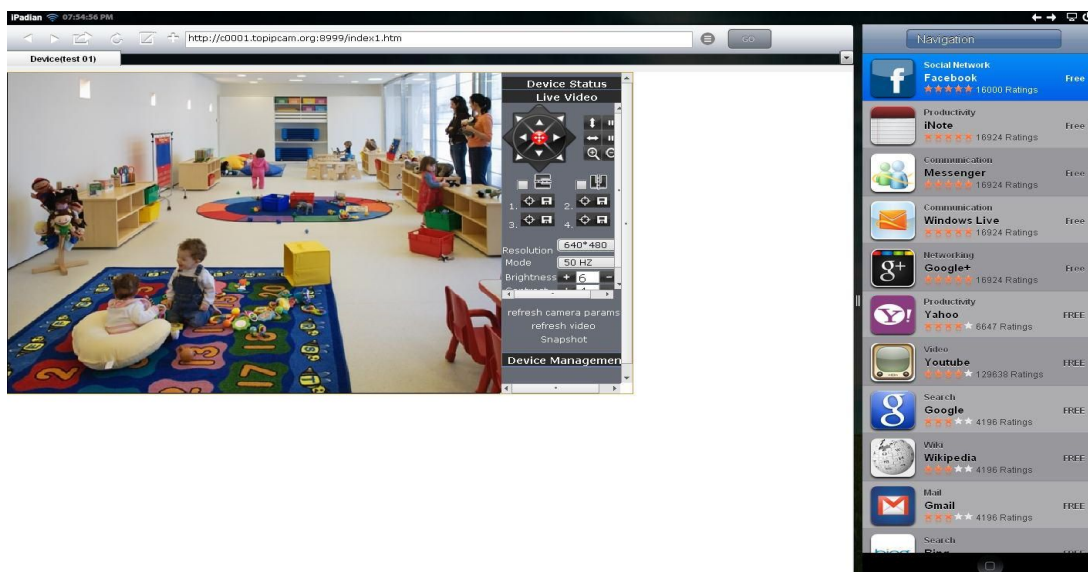 iPadian 07:54:56 PM
http://c0001.topipcam.org:8999/index1.htm
GO
Device(test 01)
Device Status
Live Video
1.
2.
3.
4.
Resolution 640*480
Mode 50 HZ
Brightness + 6 -
refresh camera params
refresh video
Snapshot
Device Managemen
Navigation
Social Network
Facebook Free
16000 Ratings
Productivity
iNote Free
16924 Ratings
Communication
Messenger Free
16924 Ratings
Communication
Windows Live Free
16924 Ratings
Networking
Google+ Free
16924 Ratings
Productivity
Yahoo FREE
6647 Ratings
Video
Youtube FREE
129638 Ratings
Search
Google FREE
4196 Ratings
Wiki
Wikipedia FREE
4196 Ratings
Mail
Gmail FREE
4196 Ratings
Search